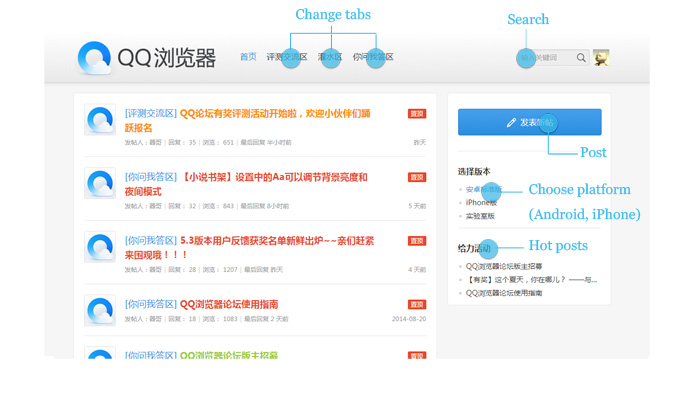 Change tabs
Search
QQ浏览器
首页 评测交流区 灌水区 你问我答区
输入关键词
[评测交流区] QQ论坛有奖评测活动开始啦，欢迎小伙伴们踊
跃报名
置顶
发帖人：聂哥 | 回复： 35 | 浏览： 651 | 最后回复 半小时前
昨天
[你问我答区] 【小说书架】设置中的Aa可以调节背景亮度和
夜间模式
置顶
发帖人：聂哥 | 回复： 32 | 浏览： 843 | 最后回复 8小时前
5 天前
[你问我答区] 5.3版本用户反馈获奖名单新鲜出炉~~亲们赶紧
来围观哦！！！
置顶
发帖人：聂哥 | 回复： 28 | 浏览： 1207 | 最后回复 昨天
4 天前
[你问我答区] QQ浏览器论坛使用指南
置顶
发帖人：聂哥 | 回复： 18 | 浏览： 1083 | 最后回复 2 天前
2014-08-20
[你问我答区] QQ浏览器论坛版主招募
置顶
发表新帖
Post
选择版本
安卓标准版
iPhone版
实验室版
Choose platform
(Android, iPhone)
给力活动
Hot posts
QQ浏览器论坛版主招募
【有奖】这个夏天，你在哪儿？ ——与...
QQ浏览器论坛使用指南